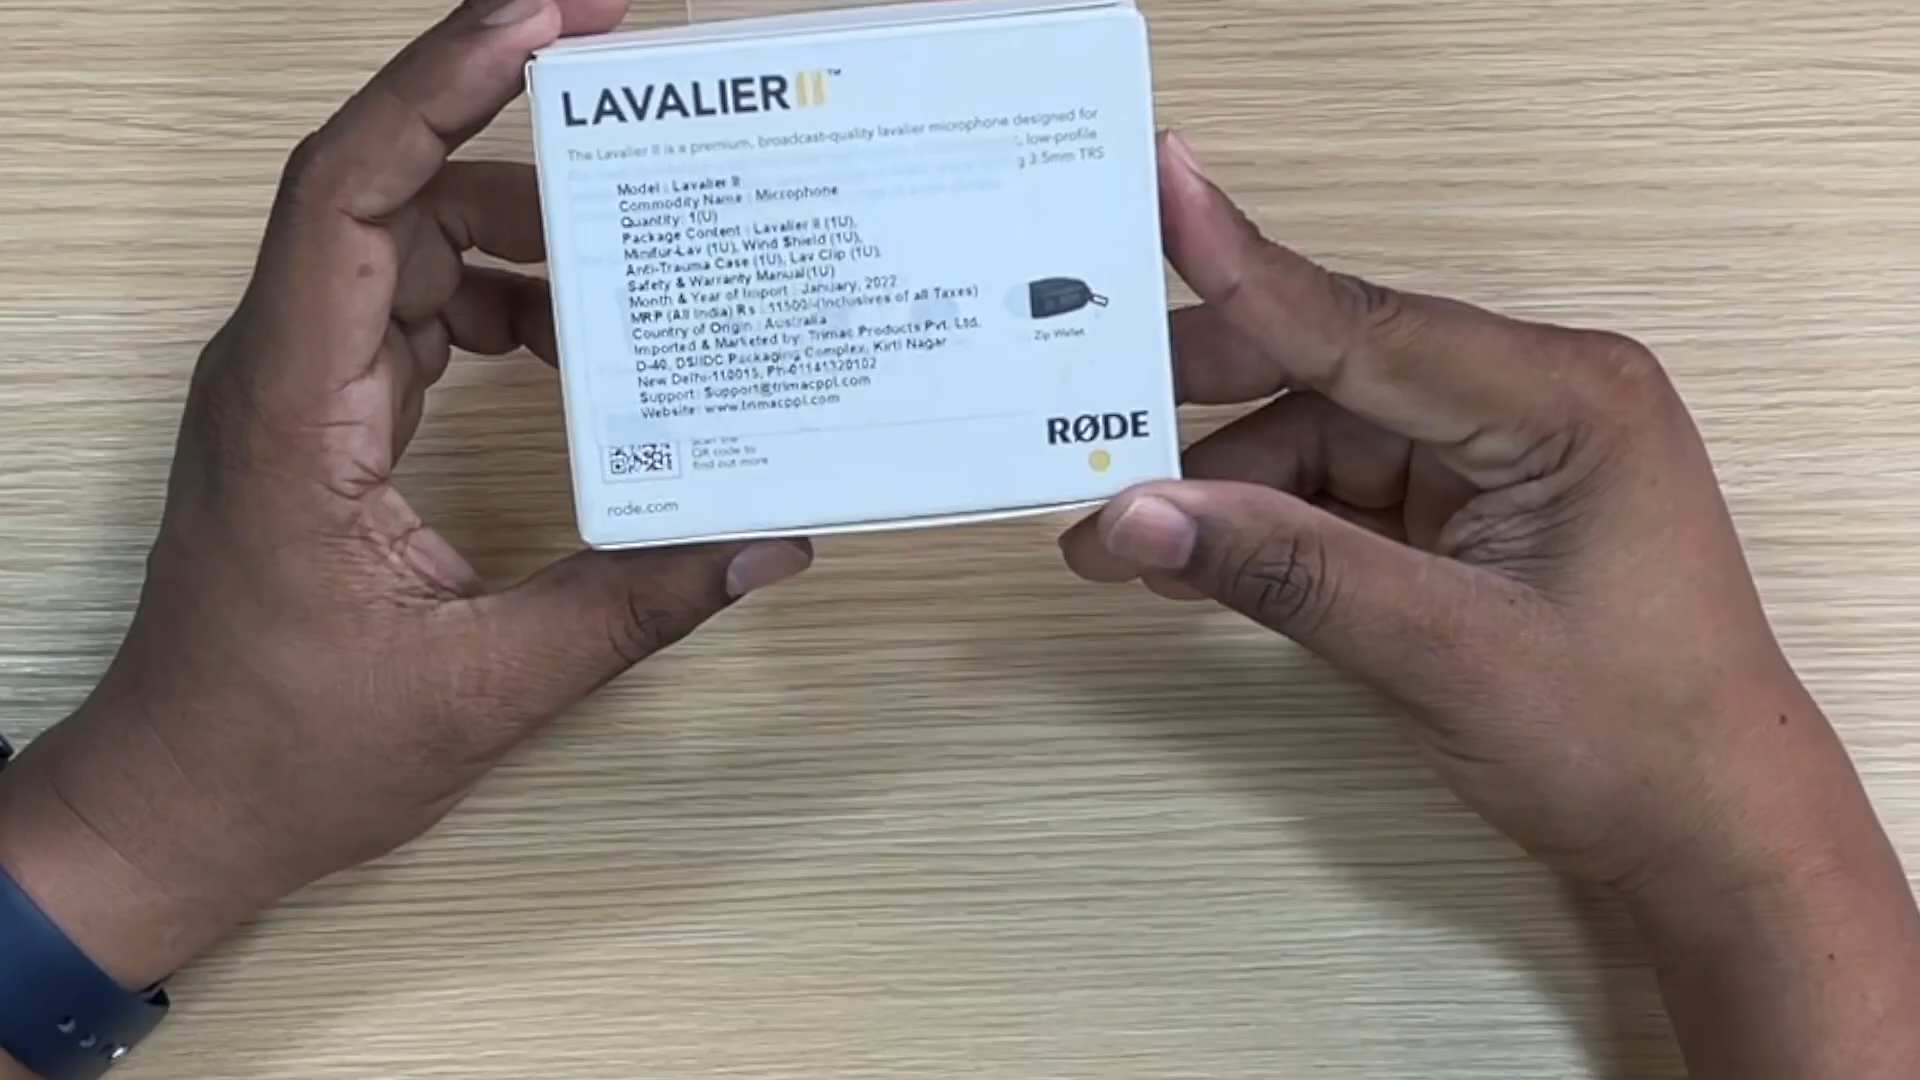 LAVALIER II™
The Lavalier II is a premium, broadcast-quality lavalier microphone designed for
low-profile
g 3.5mm TRS
Model : Lavalier II
Commodity Name : Microphone
Quantity: 1(U)
Package Content : Lavalier II (1U),
Minifur-Lav (1U), Wind Shield (1U),
Anti-Trauma Case (1U), Lav Clip (1U),
Safety & Warranty Manual(1U)
Month & Year of Import : January, 2022
MRP (All India) Rs : 11500/-(Inclusives of all Taxes)
Country of Origin : Australia
Imported & Marketed by: Trimac Products Pvt. Ltd.
D-40, DSIIDC Packaging Complex, Kirti Nagar
New Delhi-110015, Ph-01141320102
Support: Support@trimacppl.com
Website: www.trimacppl.com
Zip Wallet
Scan the
QR code to
find out more
RØDE
rode.com